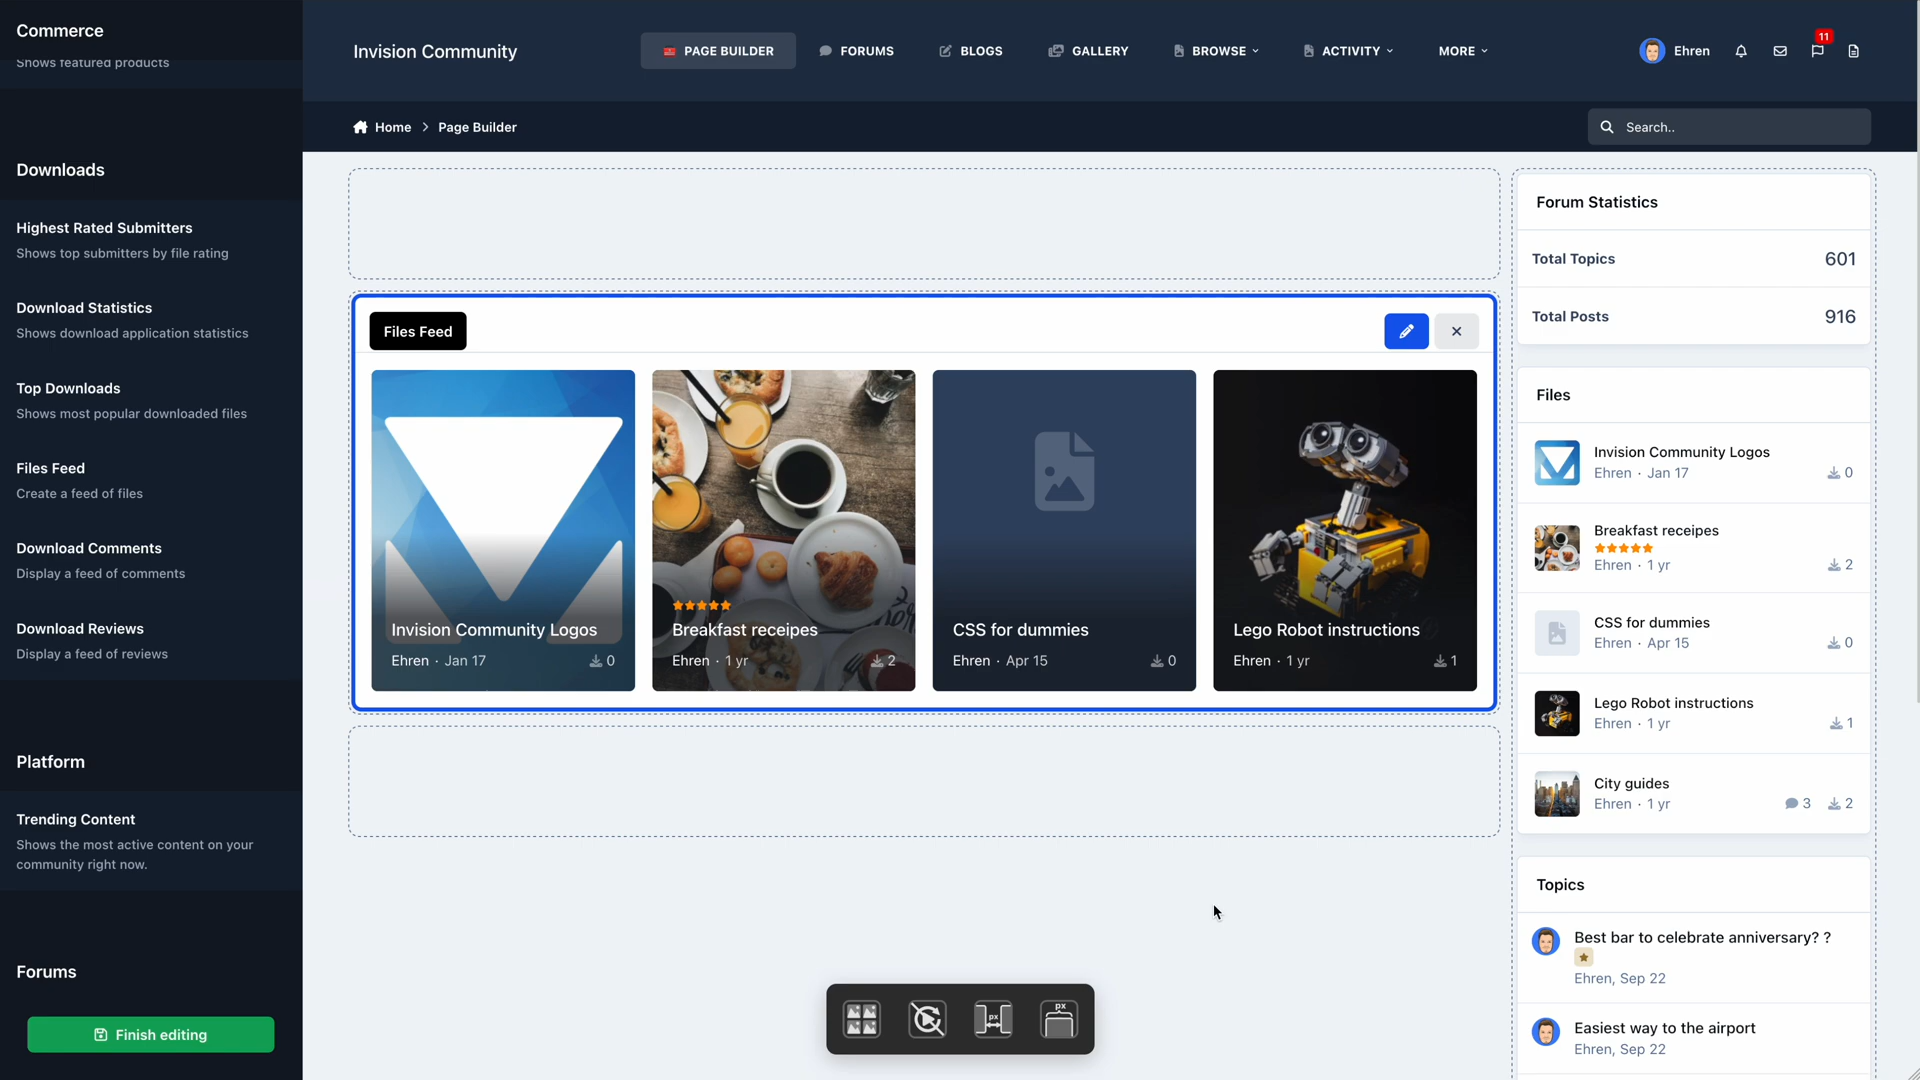 Commerce
Shows featured products
Downloads
Highest Rated Submitters
Shows top submitters by file rating
Download Statistics
Shows download application statistics
Top Downloads
Shows most popular downloaded files
Files Feed
Create a feed of files
Download Comments
Display a feed of comments
Download Reviews
Display a feed of reviews
Platform
Trending Content
Shows the most active content on your
community right now.
Forums
Finish editing
Invision Community
PAGE BUILDER
FORUMS
BLOGS
GALLERY
BROWSE
ACTIVITY
MORE
Ehren
11
Home
Page Builder
Search..
Files Feed
Invision Community Logos
Ehren · Jan 17 0
Breakfast receipes
Ehren · 1 yr 2
CSS for dummies
Ehren · Apr 15 0
Lego Robot instructions
Ehren · 1 yr 1
px
px
Forum Statistics
Total Topics 601
Total Posts 916
Files
Invision Community Logos
Ehren · Jan 17 0
Breakfast receipes
Ehren · 1 yr 2
CSS for dummies
Ehren · Apr 15 0
Lego Robot instructions
Ehren · 1 yr 1
City guides
Ehren · 1 yr 3 2
Topics
Best bar to celebrate anniversary? ?
Ehren, Sep 22
Easiest way to the airport
Ehren, Sep 22